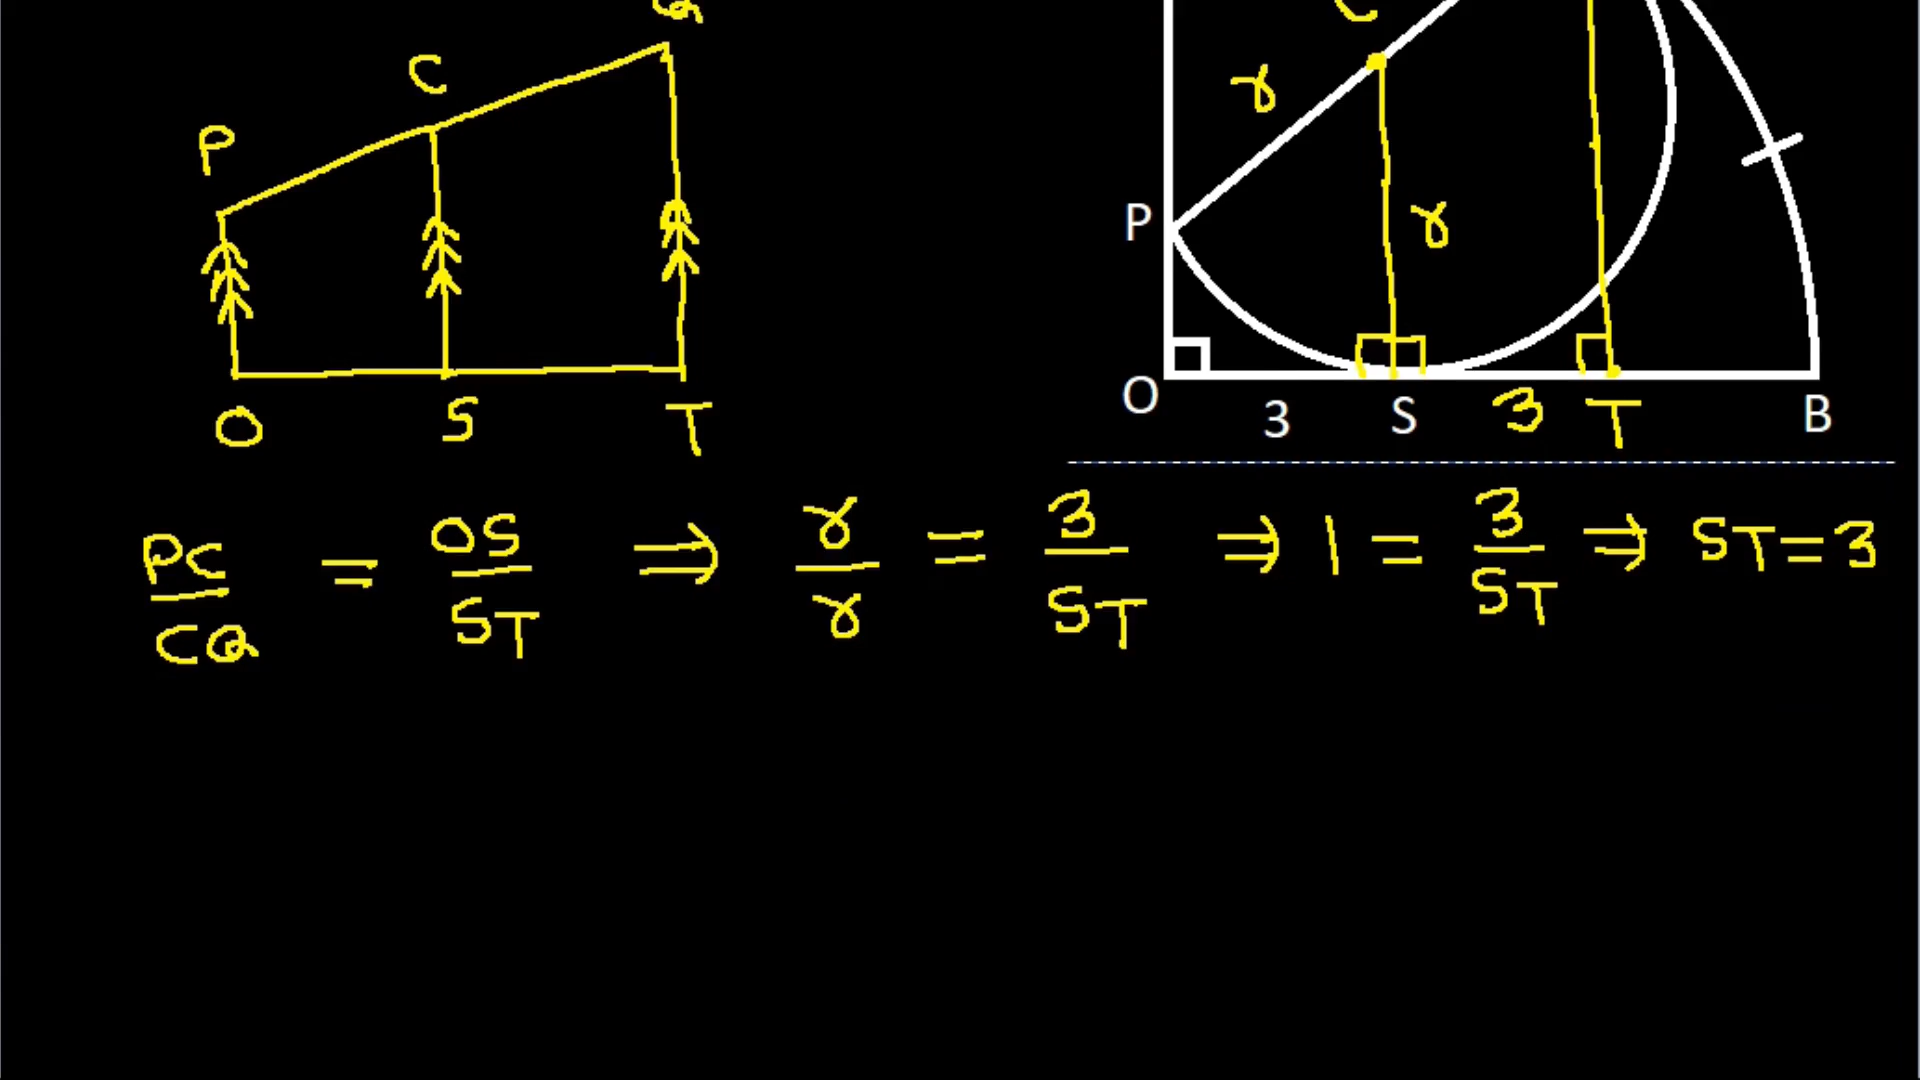 Q
C
C
P
r
P
r
O S T
O 3 S 3 T B
PC/CQ = OS/ST ⇒ r/r = 3/ST ⇒ 1 = 3/ST ⇒ ST = 3